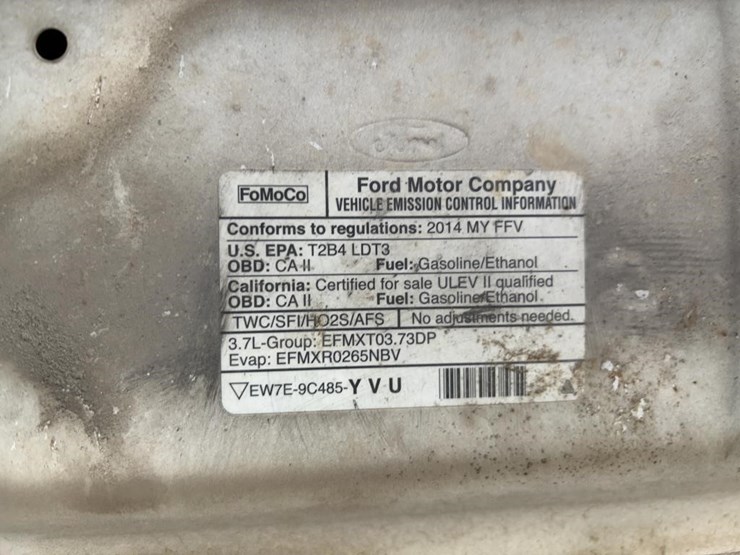 Ford
FoMoCo
Ford Motor Company
VEHICLE EMISSION CONTROL INFORMATION
Conforms to regulations: 2014 MY FFV
U.S. EPA: T2B4 LDT3
OBD: CA II Fuel: Gasoline/Ethanol
California: Certified for sale ULEV II qualified
OBD: CA II Fuel: Gasoline/Ethanol.
TWC/SFI/HO2S/AFS No adjustments needed.
3.7L-Group: EFMXT03.73DP
Evap: EFMXR0265NBV
EW7E-9C485-Y V U